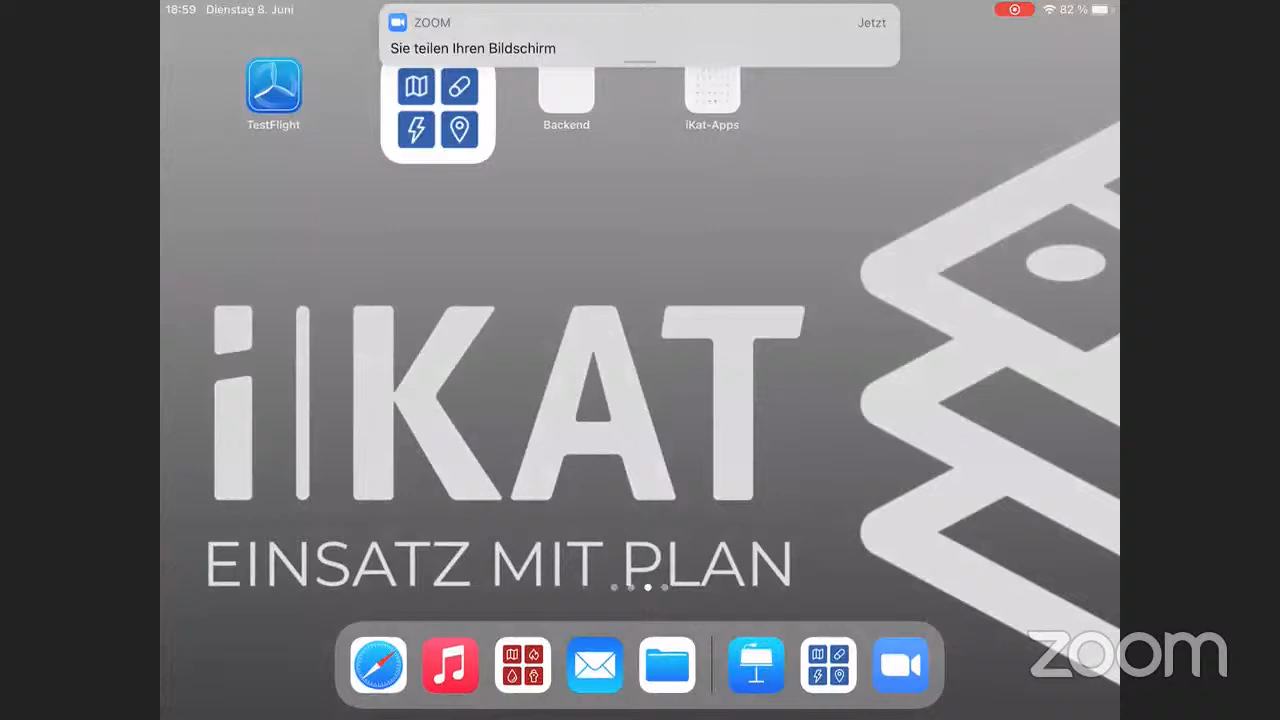 18:59 Dienstag 8. Juni
82 %
ZOOM
Jetzt
Sie teilen Ihren Bildschirm
TestFlight
Backend
iKat-Apps
i|KAT
EINSATZ MIT PLAN
zoom